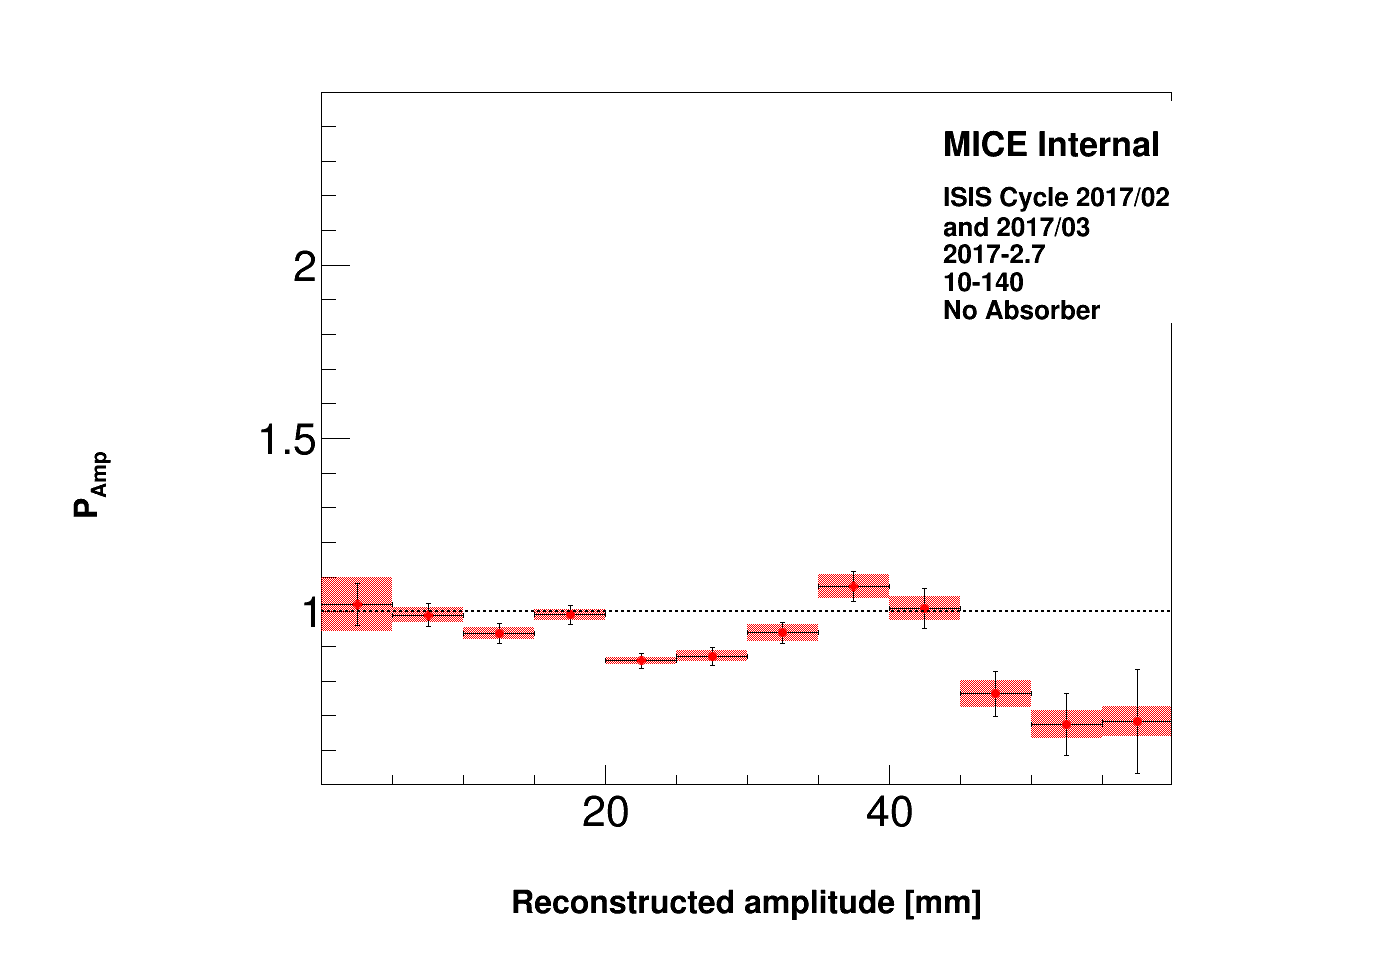 MICE Internal
ISIS Cycle 2017/02
and 2017/03
2017-2.7
10-140
No Absorber
2
1.5
1
P_Amp
20 40
Reconstructed amplitude [mm]